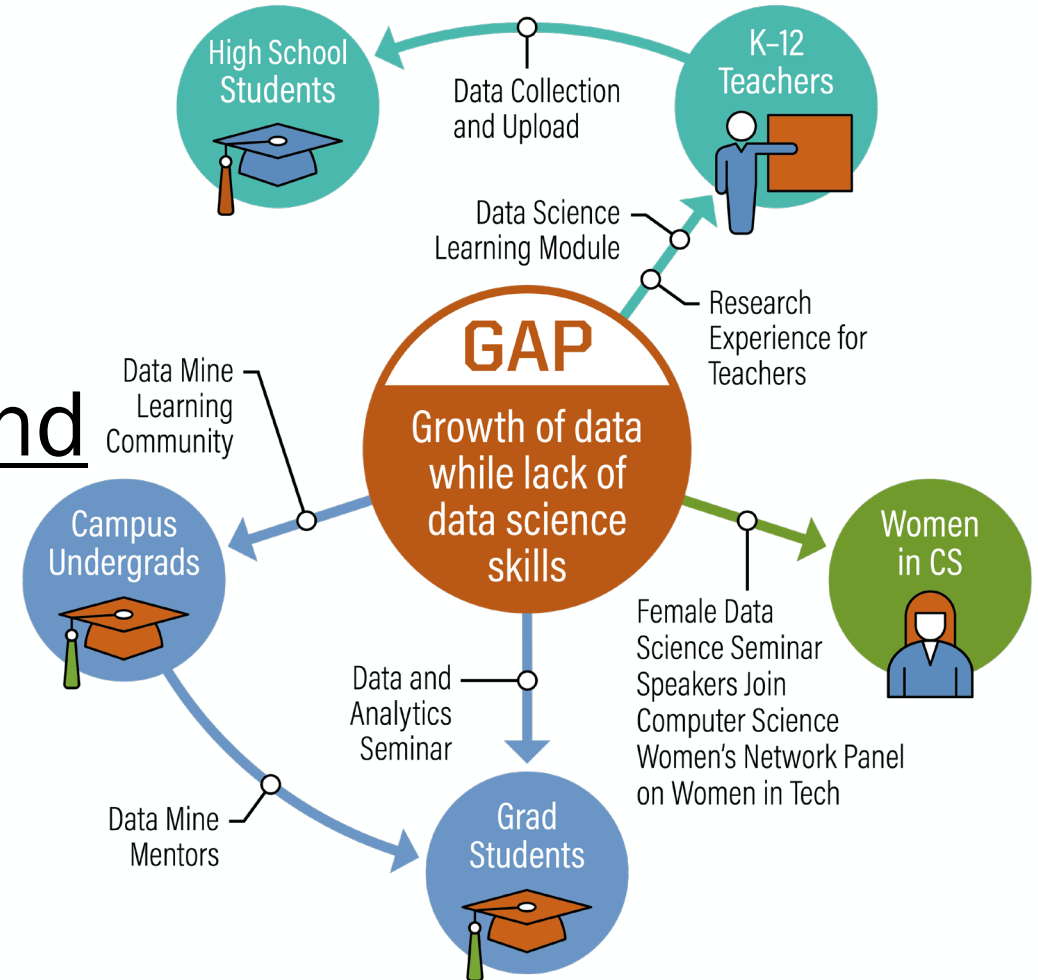 High School
Students
Data Collection
and Upload
K–12
Teachers
Data Science
Learning Module
Research
Experience for
Teachers
GAP
Growth of data
while lack of
data science
skills
Data Mine
Learning
Community
nd
Campus
Undergrads
Women
in CS
Female Data
Science Seminar
Speakers Join
Computer Science
Women's Network Panel
on Women in Tech
Data and
Analytics
Seminar
Data Mine
Mentors
Grad
Students